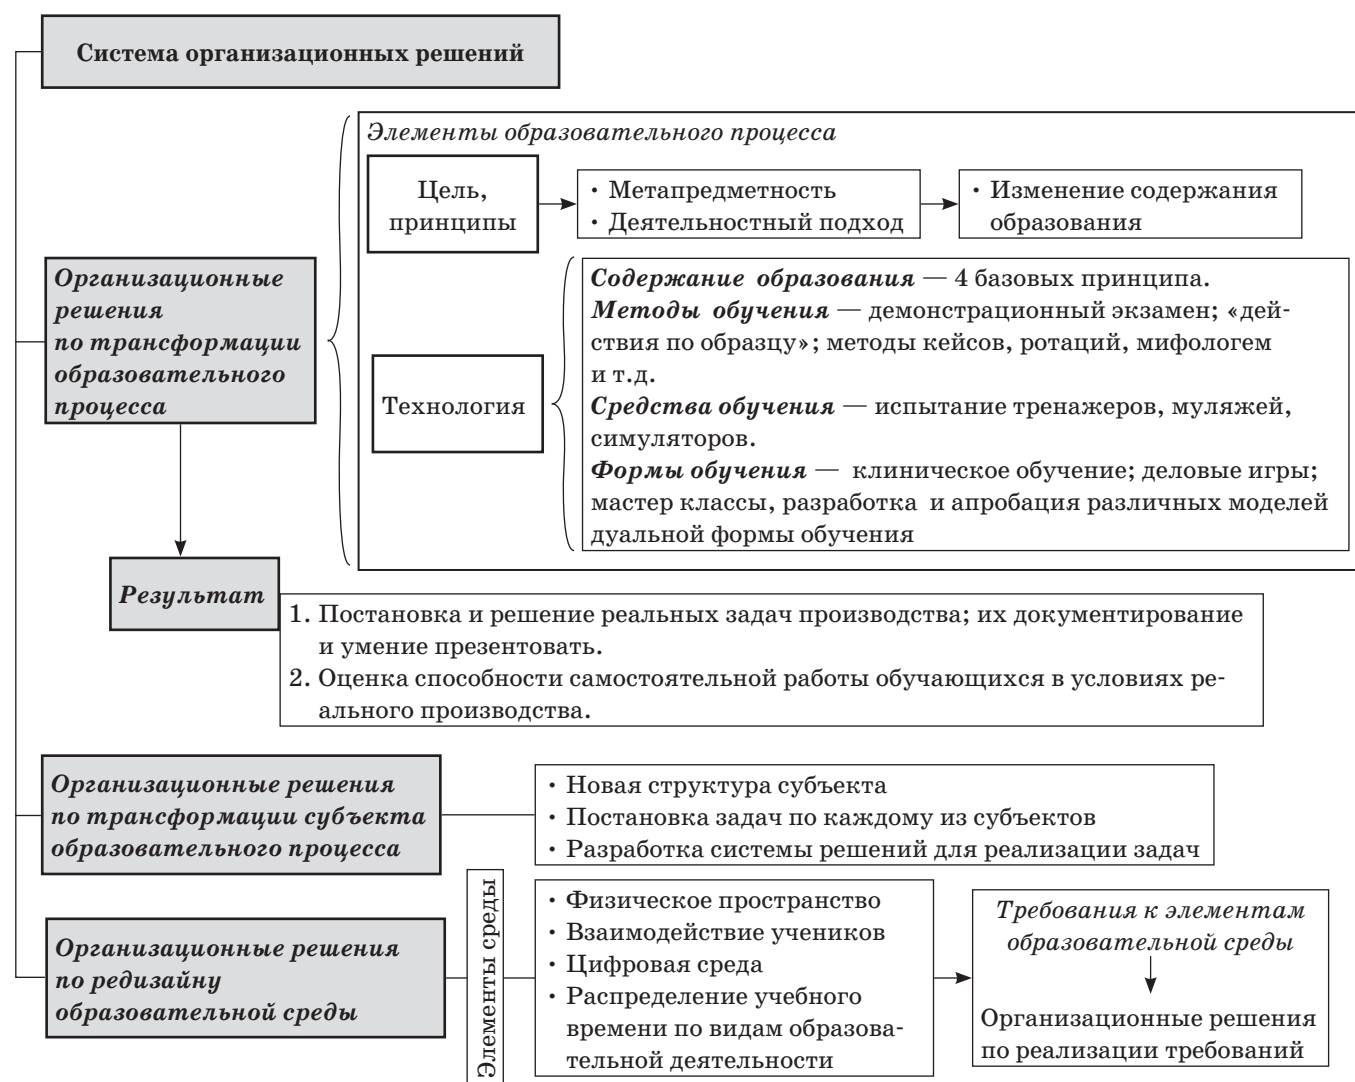 Система организационных решений
Элементы образовательного процесса
Цель,
принципы
· Метапредметность
· Деятельностный подход
· Изменение содержания
образования
Организационные
решения
по трансформации
образовательного
процесса
Технология
Содержание образования — 4 базовых принципа.
Методы обучения — демонстрационный экзамен; «дей-
ствия по образцу»; методы кейсов, ротаций, мифологем
и т.д.
Средства обучения — испытание тренажеров, муляжей,
симуляторов.
Формы обучения — клиническое обучение; деловые игры;
мастер классы, разработка и апробация различных моделей
дуальной формы обучения
Результат
1. Постановка и решение реальных задач производства; их документирование
и умение презентовать.
2. Оценка способности самостоятельной работы обучающихся в условиях ре-
ального производства.
Организационные решения
по трансформации субъекта
образовательного процесса
· Новая структура субъекта
· Постановка задач по каждому из субъектов
· Разработка системы решений для реализации задач
Организационные решения
по редизайну
образовательной среды
Элементы среды
· Физическое пространство
· Взаимодействие учеников
· Цифровая среда
· Распределение учебного
времени по видам образова-
тельной деятельности
Требования к элементам
образовательной среды
Организационные решения
по реализации требований